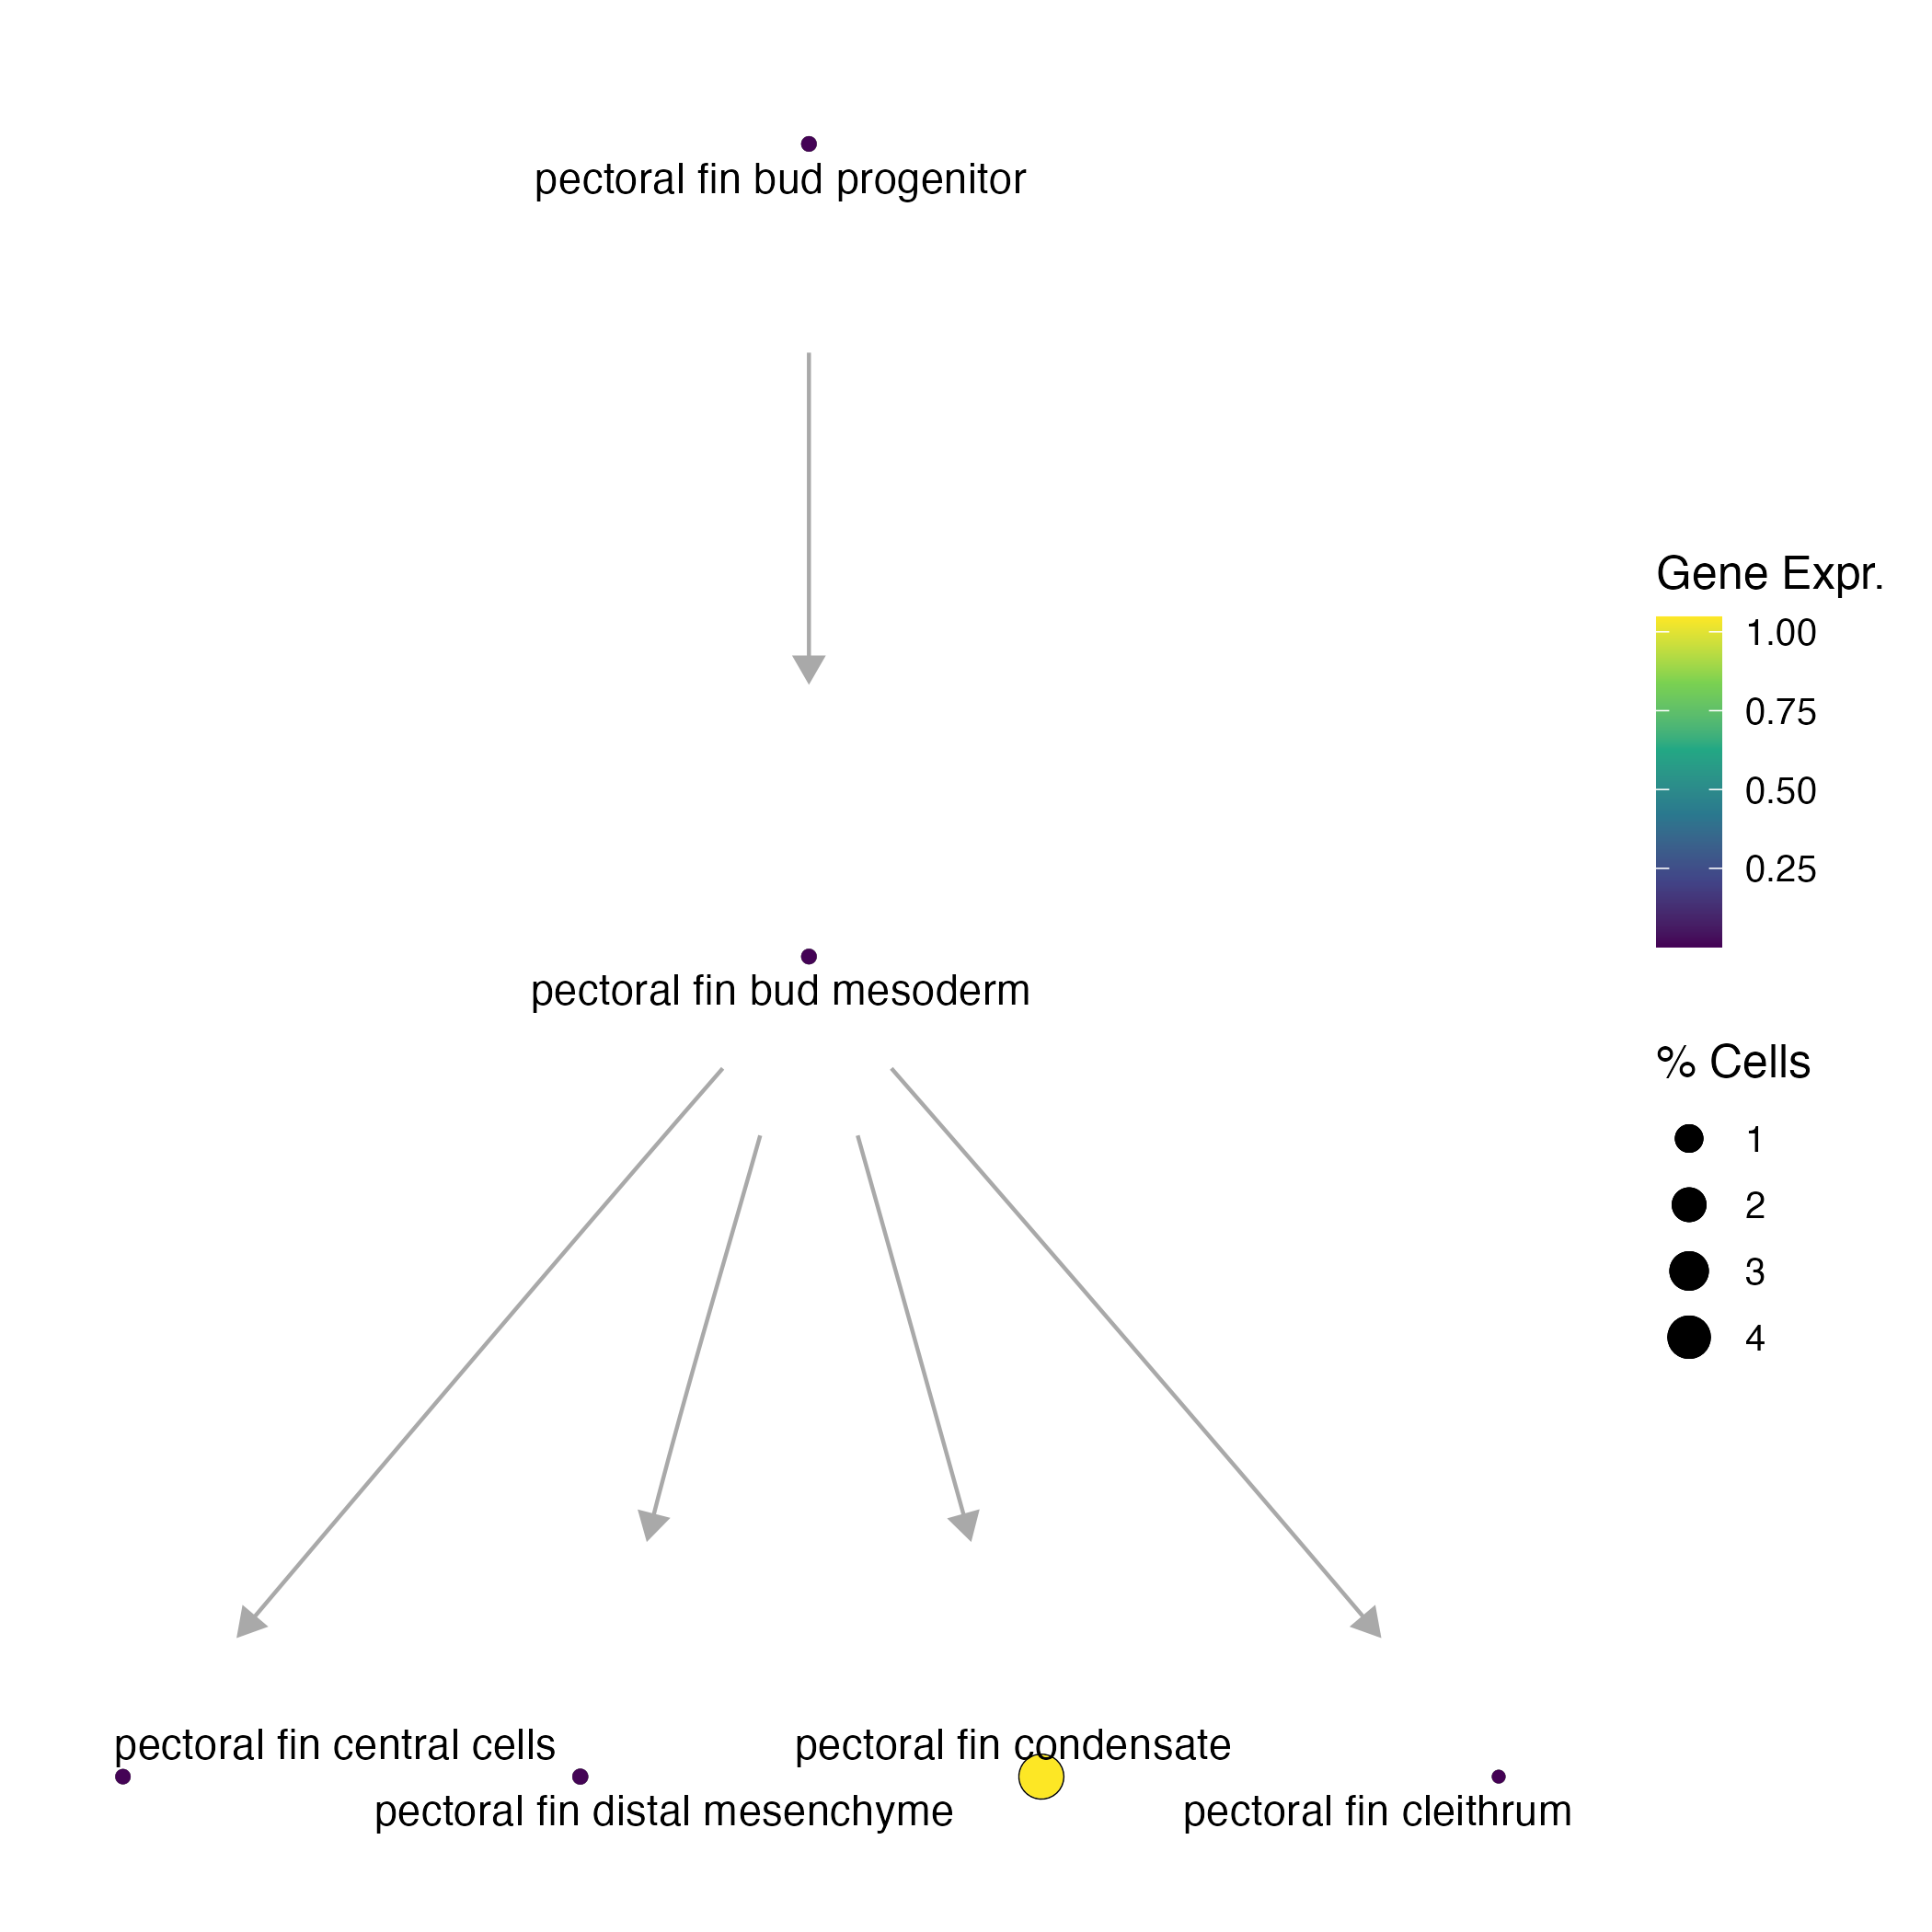 pectoral fin bud progenitor
Gene Expr.
1.00
0.75
0.50
0.25
pectoral fin bud mesoderm
% Cells
1
2
3
4
pectoral fin central cells
pectoral fin condensate
pectoral fin distal mesenchyme
pectoral fin cleithrum